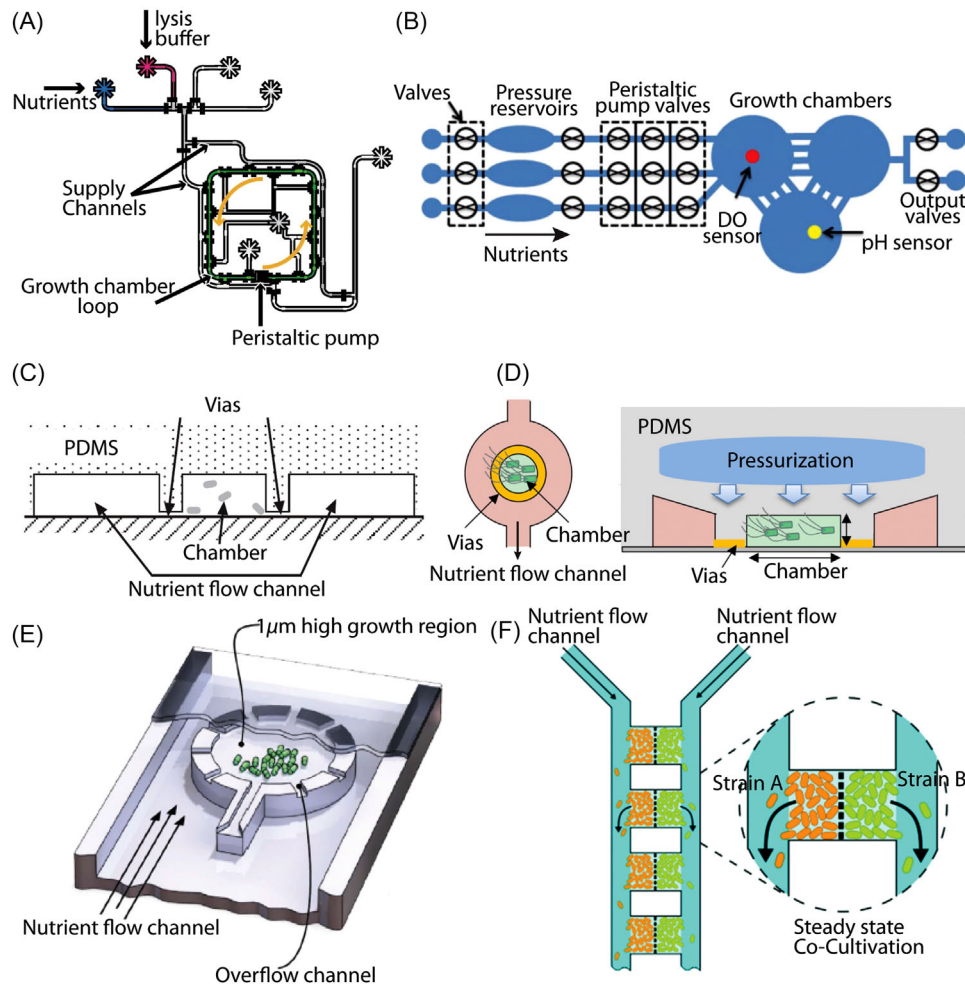 (A)
lysis
buffer
Nutrients
Supply
Channels
Growth chamber
loop
Peristaltic pump
(B)
Valves
Pressure
reservoirs
Peristaltic
pump valves
Growth chambers
Nutrients
DO
sensor
pH sensor
Output
valves
(C)
Vias
PDMS
Chamber
Nutrient flow channel
(D)
Vias
Chamber
Nutrient flow channel
PDMS
Pressurization
Vias
Chamber
(E)
1µm high growth region
Nutrient flow channel
Overflow channel
(F)
Nutrient flow
channel
Nutrient flow
channel
Strain A
Strain B
Steady state
Co-Cultivation